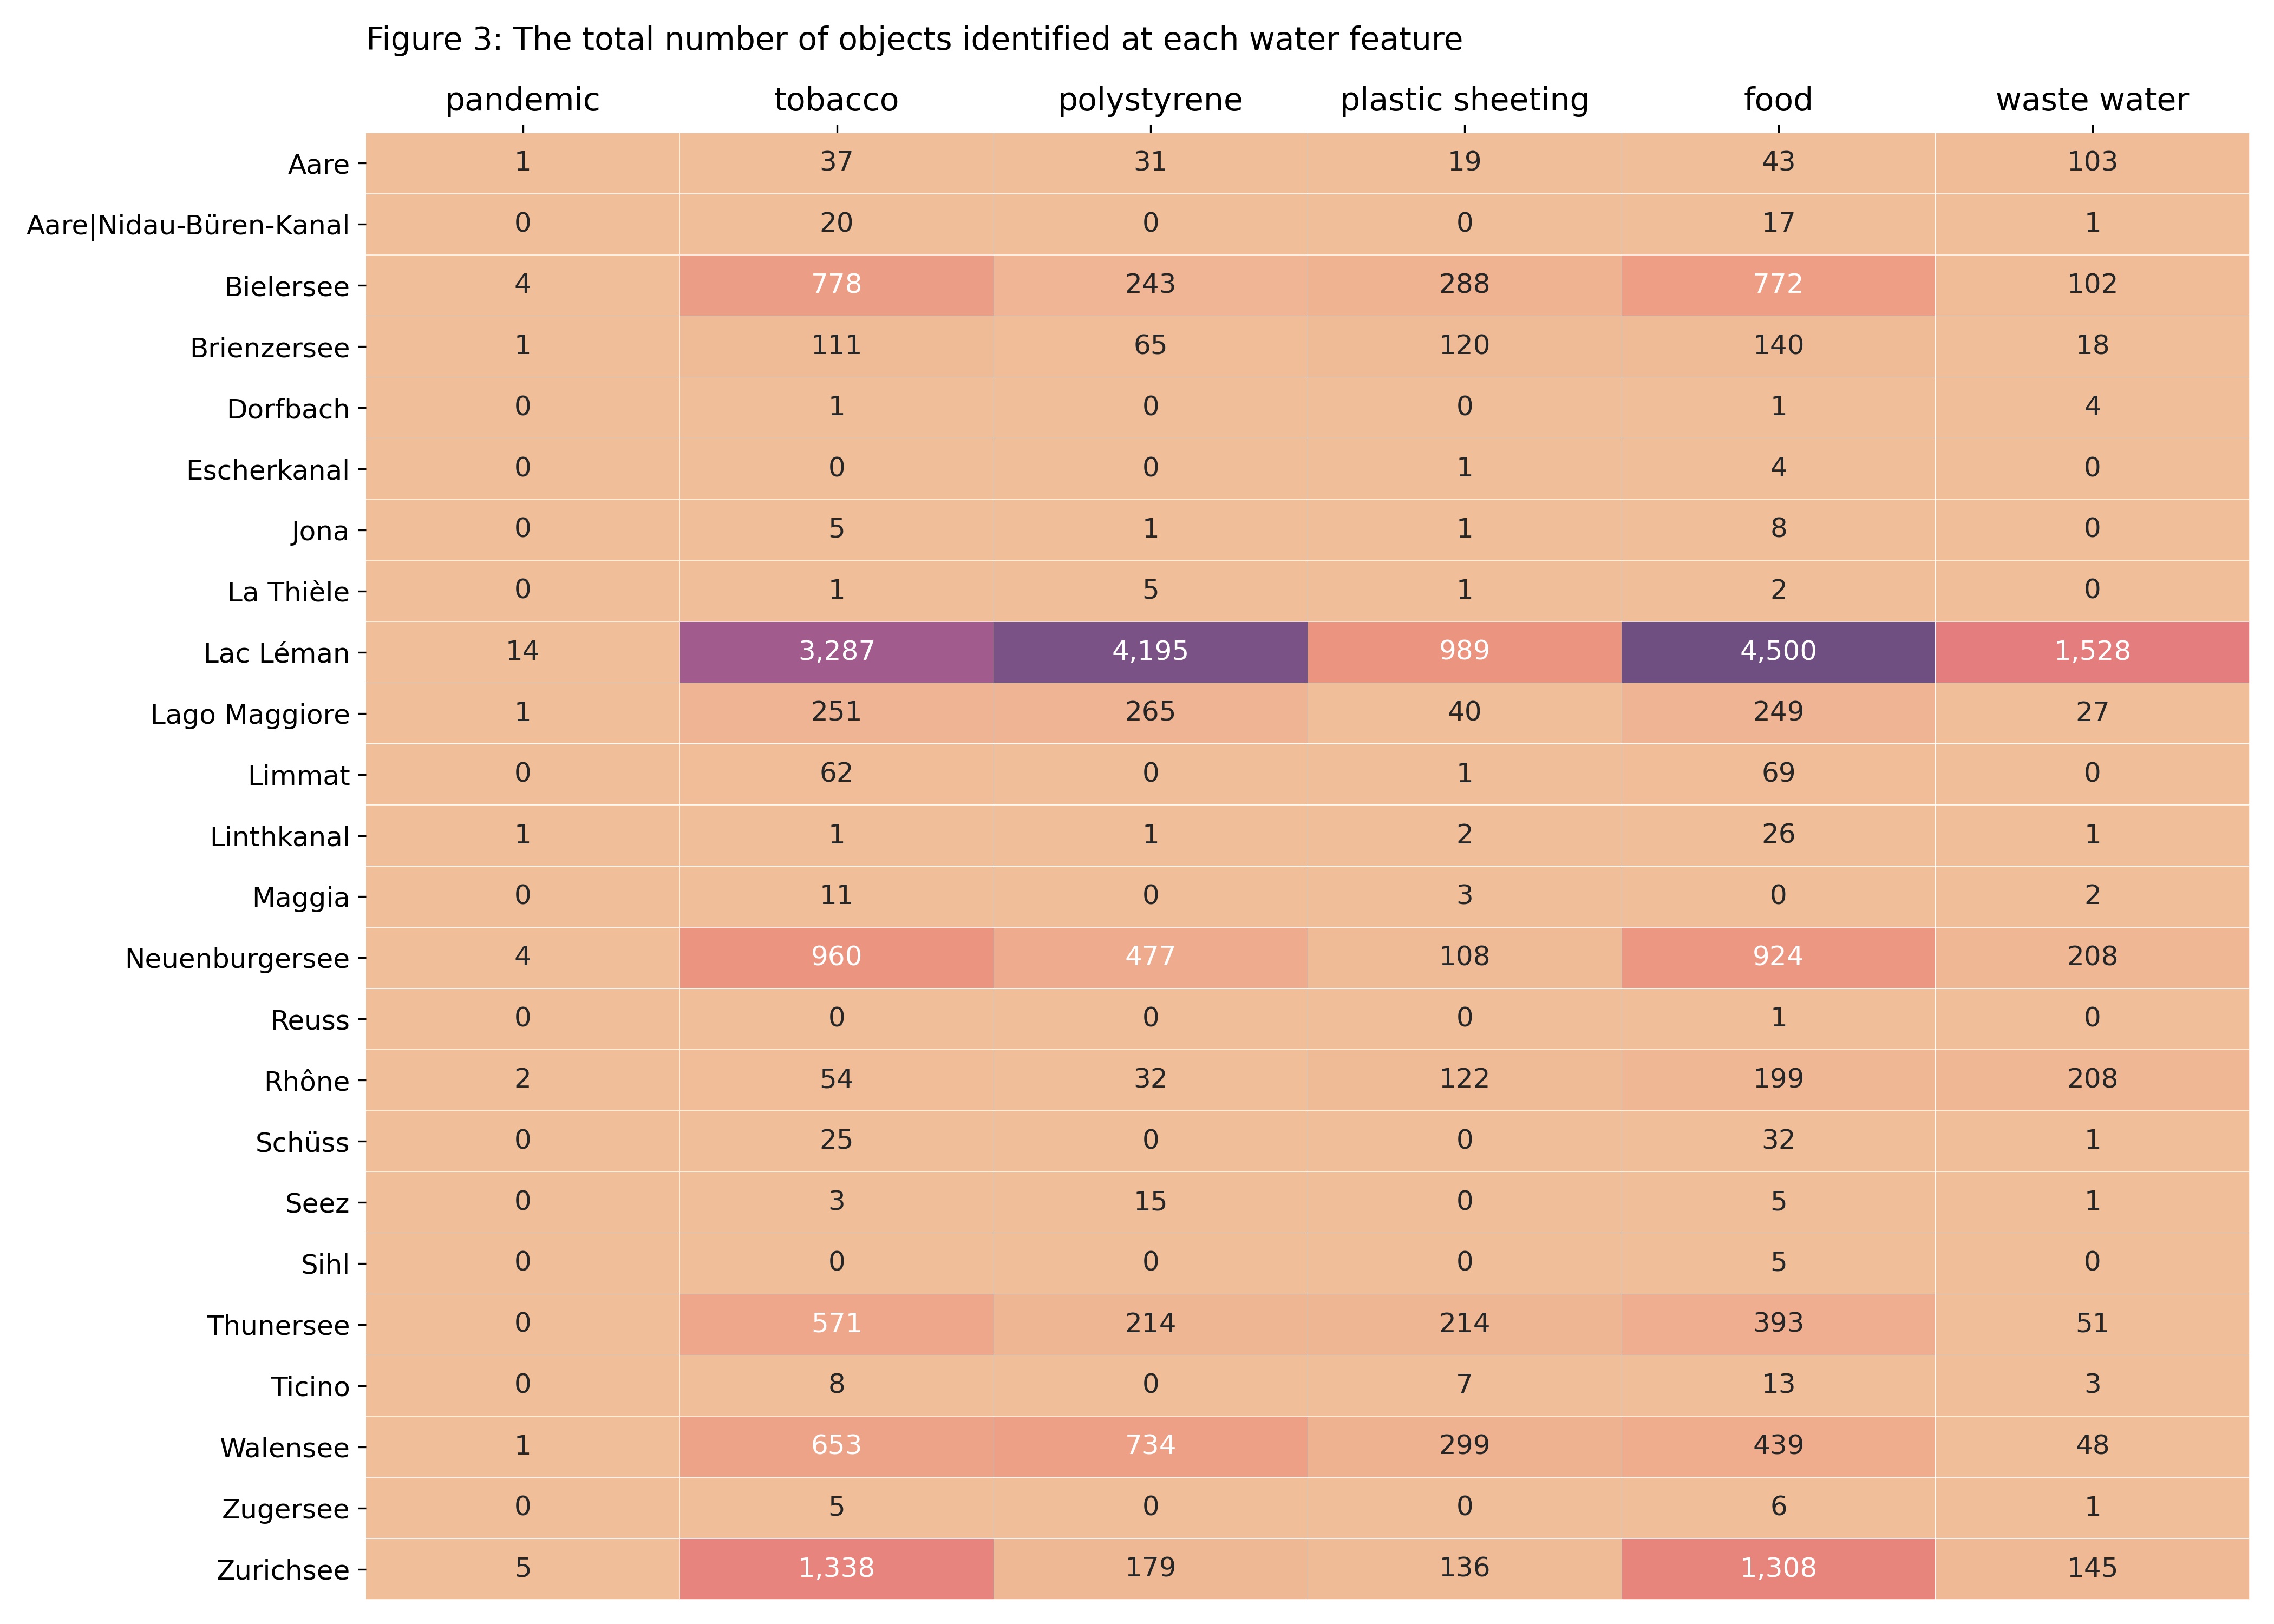 Figure 3: The total number of objects identified at each water feature
pandemic tobacco polystyrene plastic sheeting food waste water
Aare 1 37 31 19 43 103
Aare|Nidau-Büren-Kanal 0 20 0 0 17 1
Bielersee 4 778 243 288 772 102
Brienzersee 1 111 65 120 140 18
Dorfbach 0 1 0 0 1 4
Escherkanal 0 0 0 1 4 0
Jona 0 5 1 1 8 0
La Thièle 0 1 5 1 2 0
Lac Léman 14 3,287 4,195 989 4,500 1,528
Lago Maggiore 1 251 265 40 249 27
Limmat 0 62 0 1 69 0
Linthkanal 1 1 1 2 26 1
Maggia 0 11 0 3 0 2
Neuenburgersee 4 960 477 108 924 208
Reuss 0 0 0 0 1 0
Rhône 2 54 32 122 199 208
Schüss 0 25 0 0 32 1
Seez 0 3 15 0 5 1
Sihl 0 0 0 0 5 0
Thunersee 0 571 214 214 393 51
Ticino 0 8 0 7 13 3
Walensee 1 653 734 299 439 48
Zugersee 0 5 0 0 6 1
Zurichsee 5 1,338 179 136 1,308 145